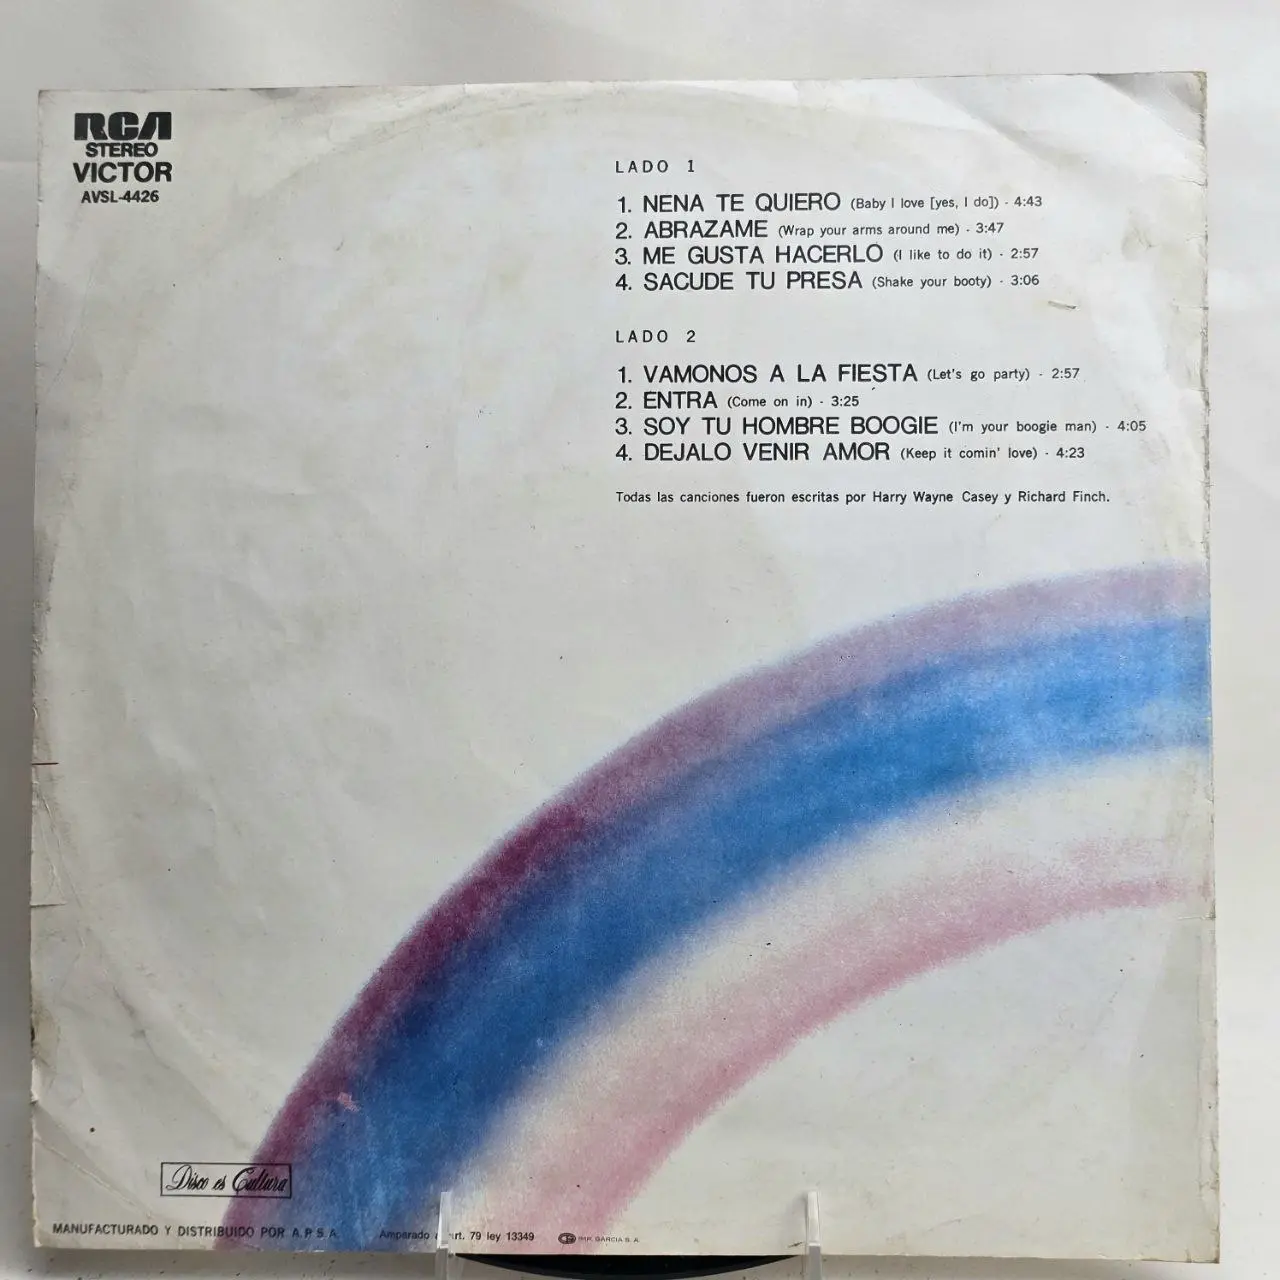 RCA
STEREO
VICTOR
AVSL-4426
LADO 1
1. NENA TE QUIERO (Baby I love [yes, I do]) - 4:43
2. ABRAZAME (Wrap your arms around me) - 3:47
3. ME GUSTA HACERLO (I like to do it) - 2:57
4. SACUDE TU PRESA (Shake your booty) - 3:06
LADO 2
1. VAMONOS A LA FIESTA (Let's go party) - 2:57
2. ENTRA (Come on in) - 3:25
3. SOY TU HOMBRE BOOGIE (I'm your boogie man) - 4:05
4. DEJALO VENIR AMOR (Keep it comin' love) - 4:23
Todas las canciones fueron escritas por Harry Wayne Casey y Richard Finch.
Disco es Cultura
MANUFACTURADO Y DISTRIBUIDO POR A.P.S.A. Amparado rt. 79 ley 13349 IMP. GARCIA S. A.